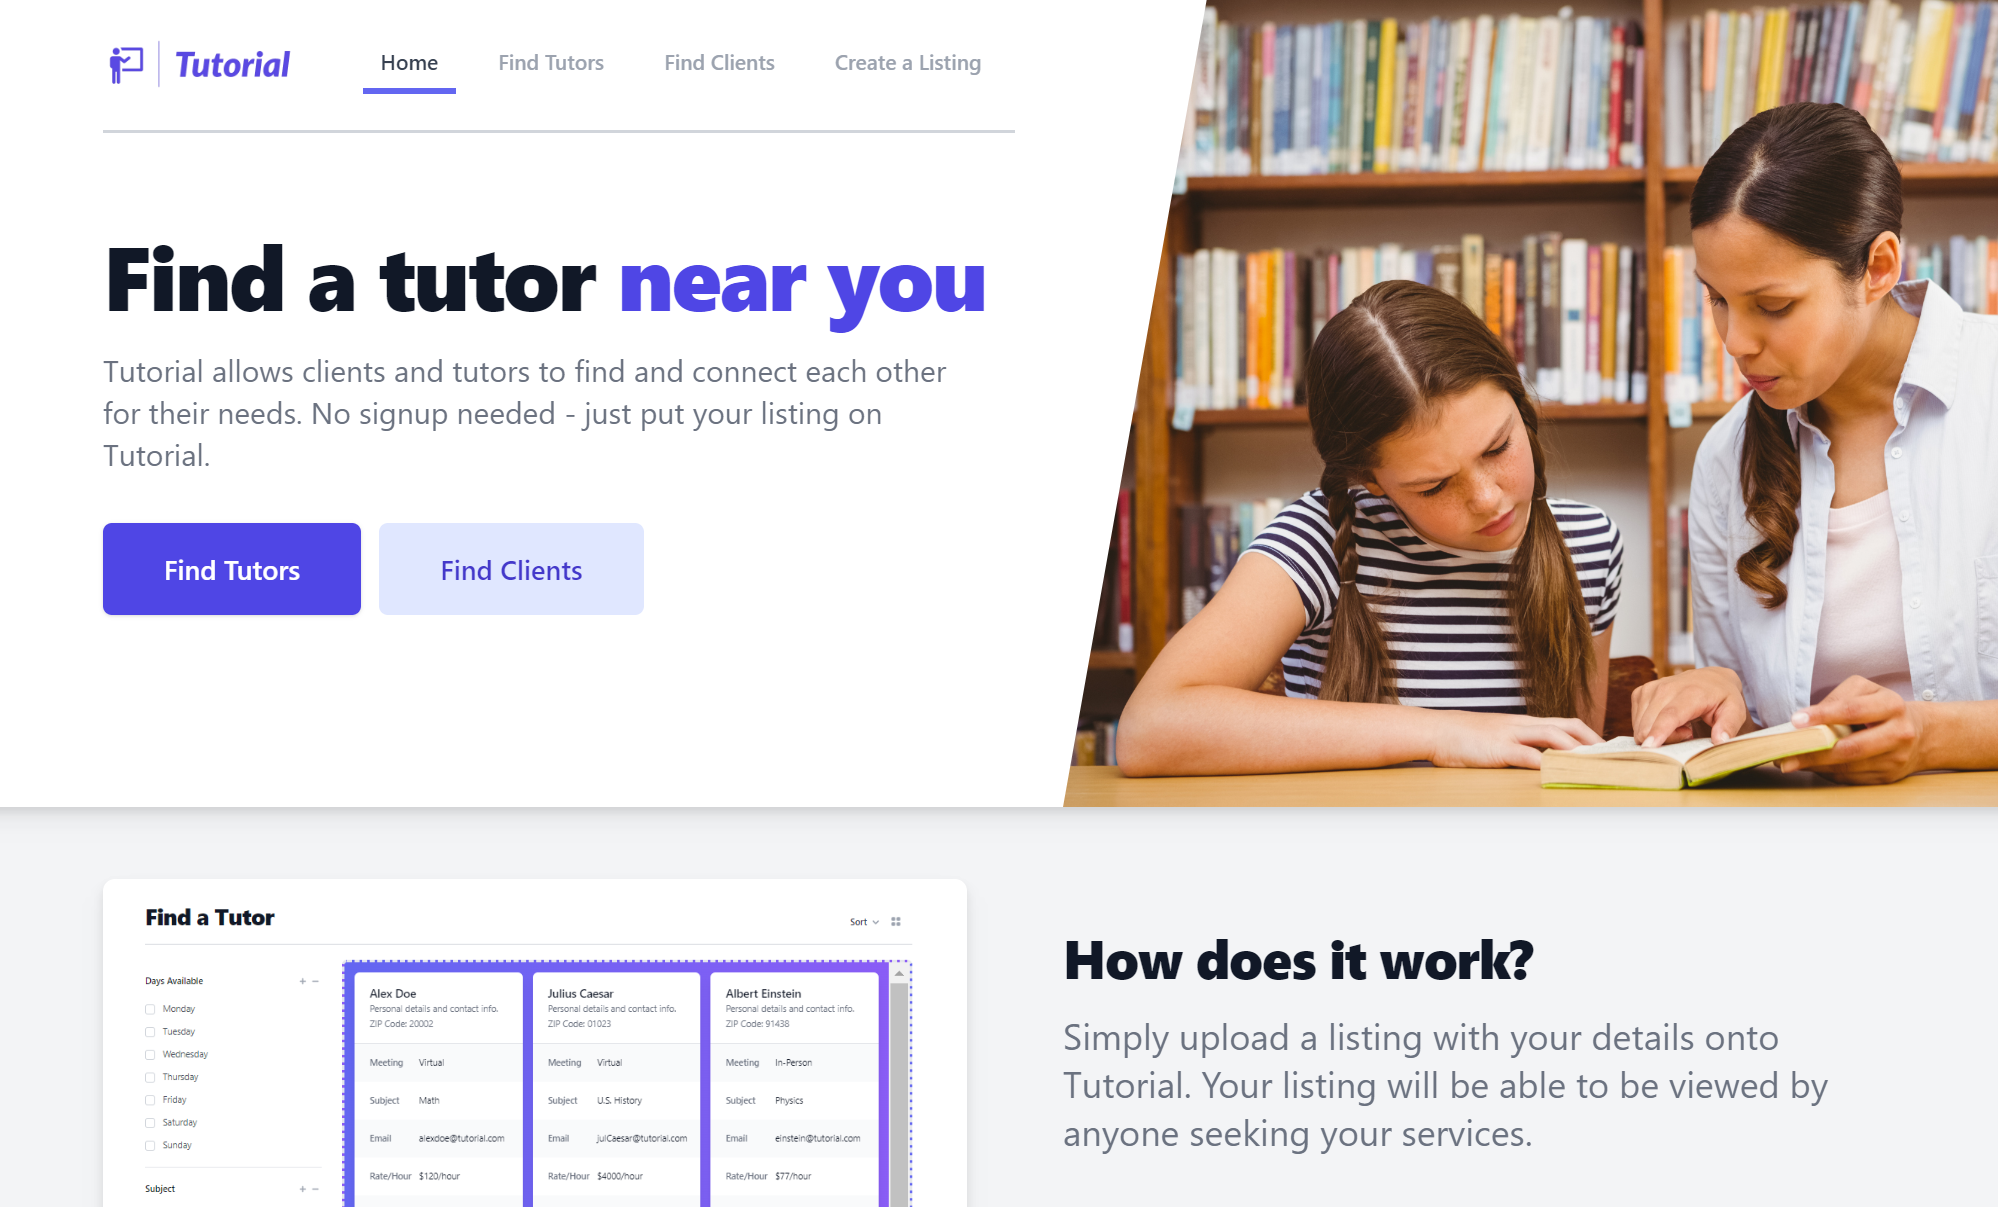 Tutorial
Home
Find Tutors
Find Clients
Create a Listing
Find a tutor near you
Tutorial allows clients and tutors to find and connect each other
for their needs. No signup needed - just put your listing on
Tutorial.
Find Tutors
Find Clients
Find a Tutor
Sort
Days Available
+ −
Monday
Tuesday
Wednesday
Thursday
Friday
Saturday
Sunday
Subject
+ −
Alex Doe
Personal details and contact info.
ZIP Code: 20002
Meeting Virtual
Subject Math
Email alexdoe@tutorial.com
Rate/Hour $120/hour
Julius Caesar
Personal details and contact info.
ZIP Code: 01023
Meeting Virtual
Subject U.S. History
Email julCaesar@tutorial.com
Rate/Hour $4000/hour
Albert Einstein
Personal details and contact info.
ZIP Code: 91438
Meeting In-Person
Subject Physics
Email einstein@tutorial.com
Rate/Hour $77/hour
How does it work?
Simply upload a listing with your details onto
Tutorial. Your listing will be able to be viewed by
anyone seeking your services.